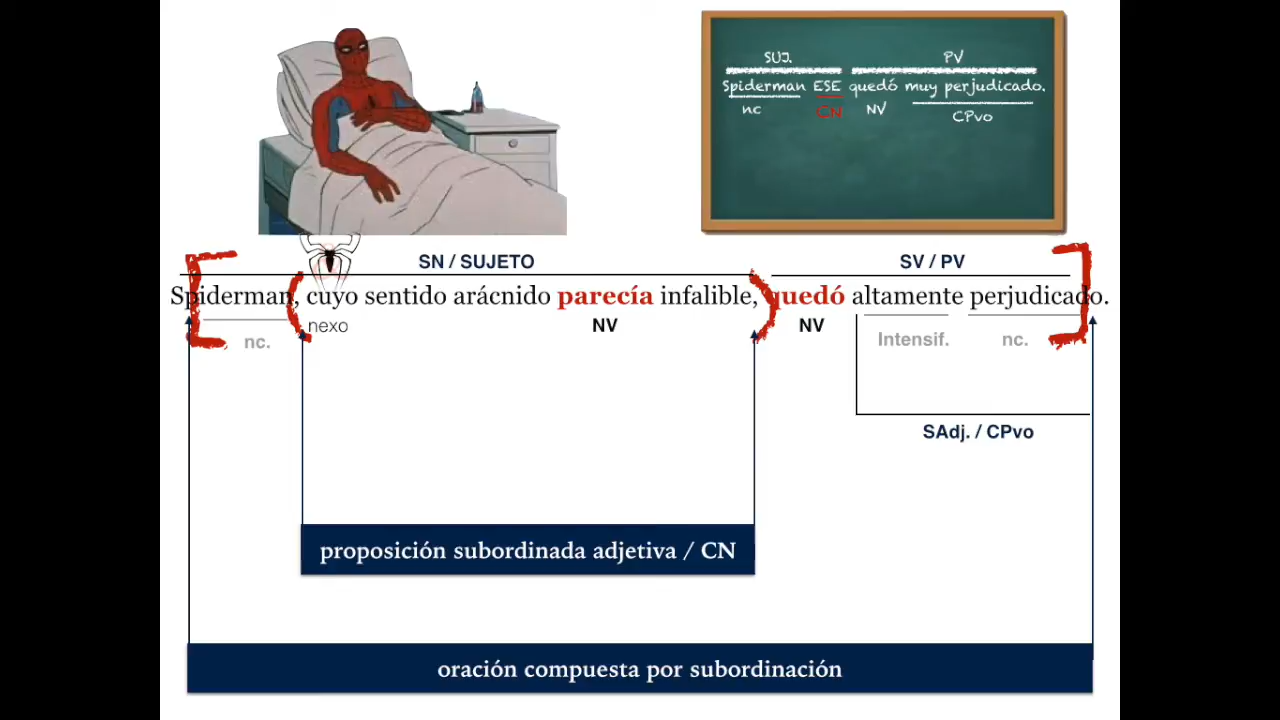 SUJ. PV
Spiderman ESE quedó muy perjudicado.
nc CN NV CPvo
SN / SUJETO SV / PV
Spiderman, cuyo sentido arácnido parecía infalible, quedó altamente perjudicado.
nc. nexo NV NV Intensif. nc.
SAdj. / CPvo
proposición subordinada adjetiva / CN
oración compuesta por subordinación